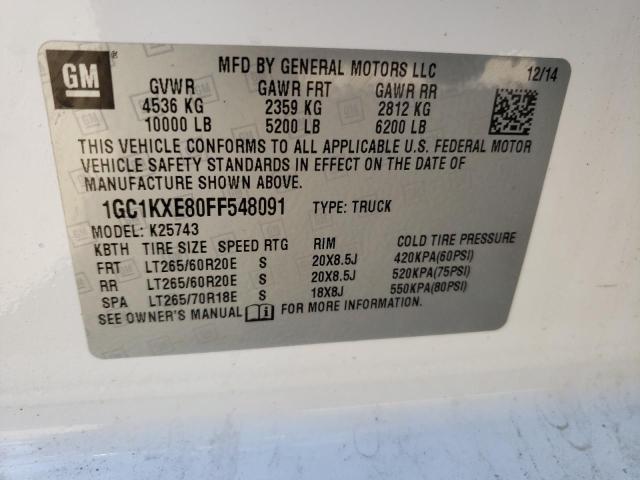 GM ® MFD BY GENERAL MOTORS LLC 12/14
GVWR GAWR FRT GAWR RR
4536 KG 2359 KG 2812 KG
10000 LB 5200 LB 6200 LB
THIS VEHICLE CONFORMS TO ALL APPLICABLE U.S. FEDERAL MOTOR
VEHICLE SAFETY STANDARDS IN EFFECT ON THE DATE OF
MANUFACTURE SHOWN ABOVE.
1GC1KXE80FF548091 TYPE: TRUCK
MODEL: K25743
KBTH TIRE SIZE SPEED RTG RIM COLD TIRE PRESSURE
FRT LT265/60R20E S 20X8.5J 420KPA(60PSI)
RR LT265/60R20E S 20X8.5J 520KPA(75PSI)
SPA LT265/70R18E S 18X8J 550KPA(80PSI)
SEE OWNER'S MANUAL FOR MORE INFORMATION.